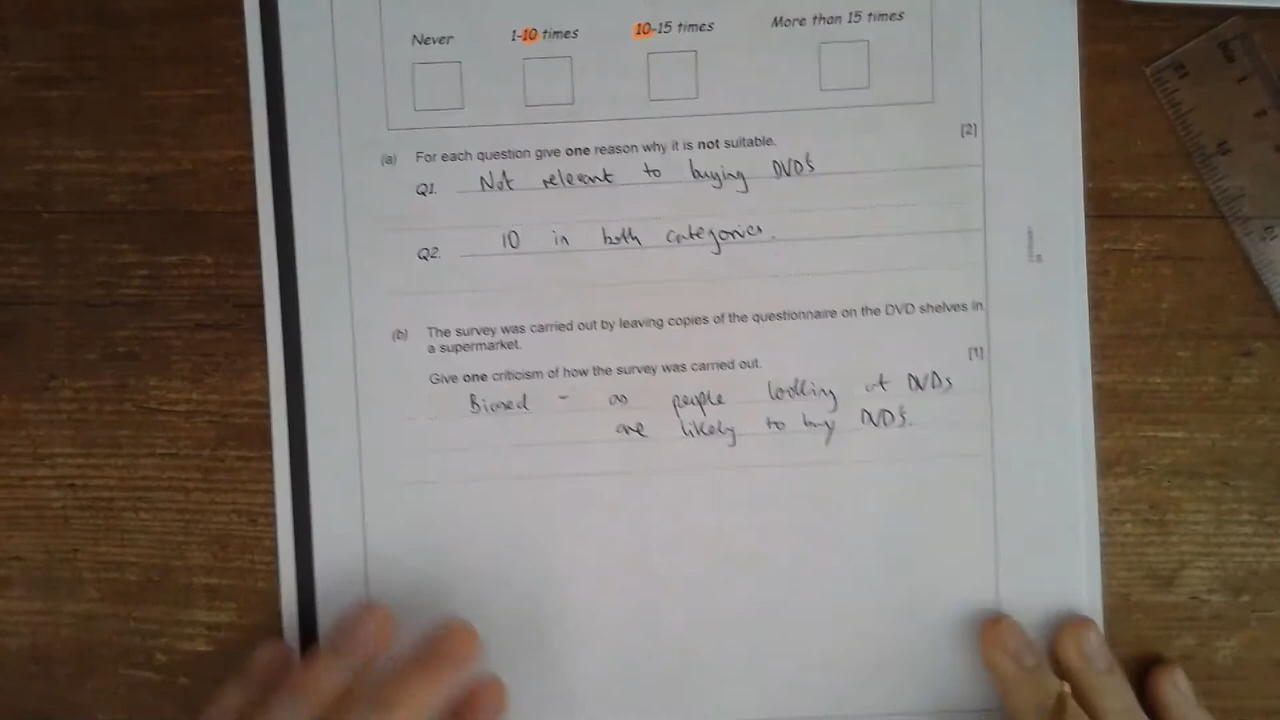 Never 1-10 times 10-15 times More than 15 times
(a) For each question give one reason why it is not suitable. [2]
Q1. Not relevant to buying DVD's
Q2. 10 in both categories.
(b) The survey was carried out by leaving copies of the questionnaire on the DVD shelves in
a supermarket.
Give one criticism of how the survey was carried out. [1]
Biased - as people looking at DVDs
are likely to buy DVD's.